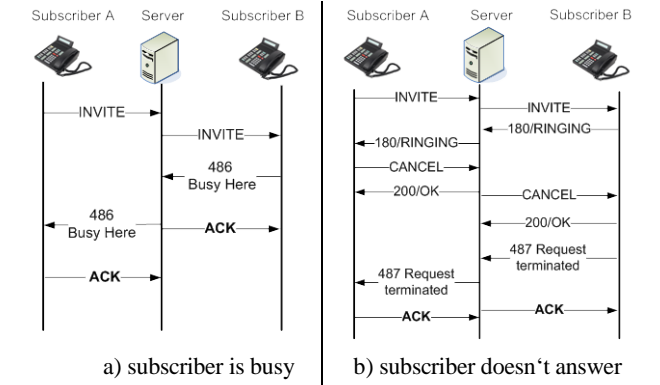 Subscriber A
Server
Subscriber B
INVITE
INVITE
486
Busy Here
486
Busy Here
ACK
ACK
a) subscriber is busy
Subscriber A
Server
Subscriber B
INVITE
INVITE
180/RINGING
180/RINGING
CANCEL
200/OK
CANCEL
200/OK
487 Request
terminated
487 Request
terminated
ACK
ACK
b) subscriber doesn‘t answer